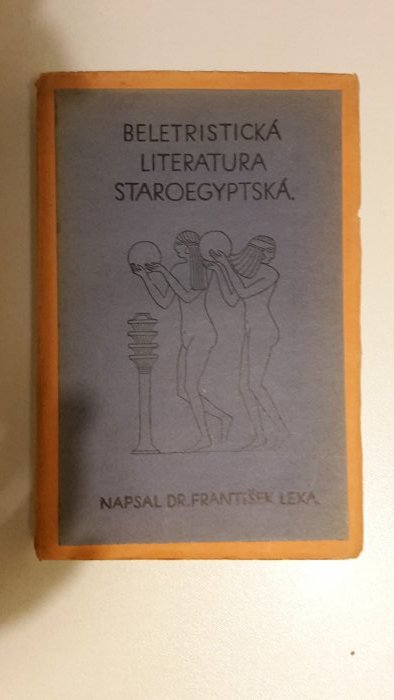 BELETRISTICKÁ
LITERATURA
STAROEGYPTSKÁ.
NAPSAL DR. FRANTIŠEK LEXA.